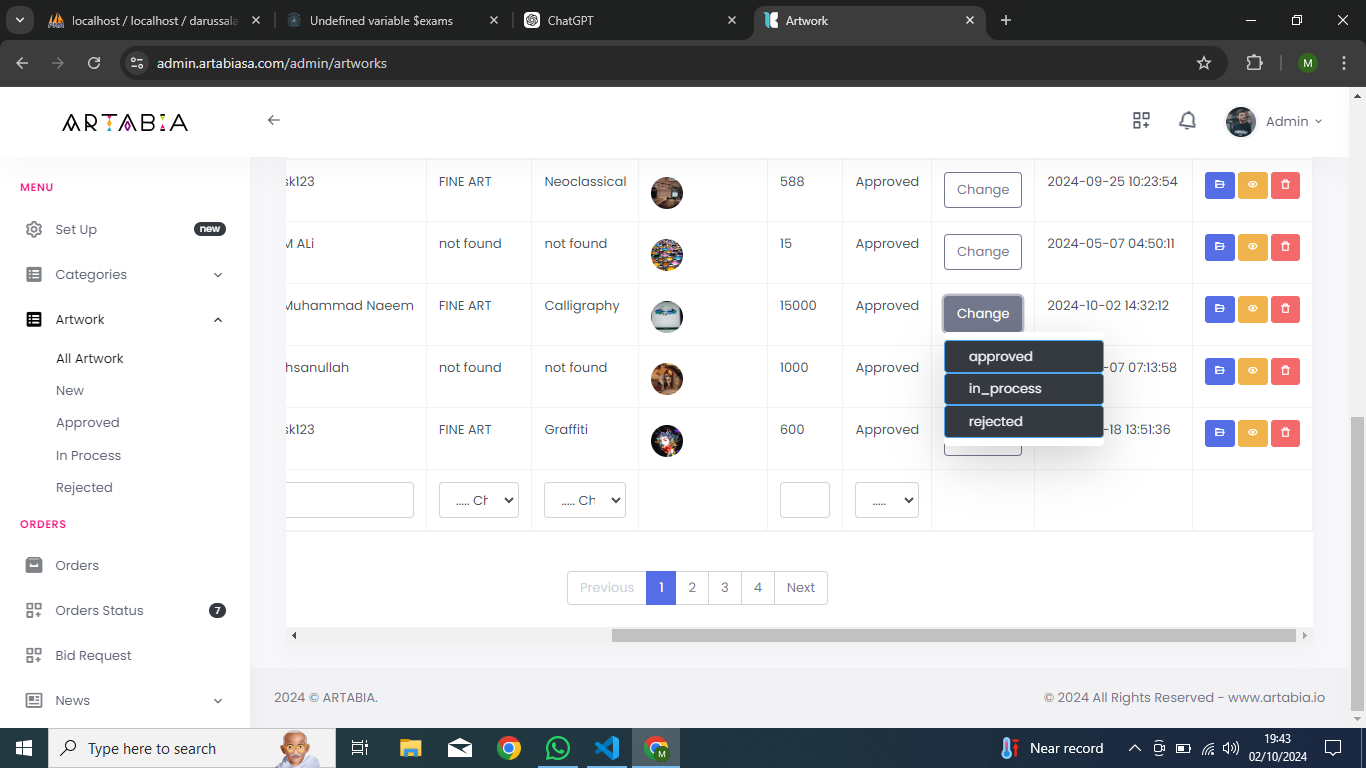 localhost / localhost / darussala
Undefined variable $exams
ChatGPT
Artwork
admin.artabiasa.com/admin/artworks
M
ARTABIA
Admin
MENU
Set Up new
Categories
Artwork
All Artwork
New
Approved
In Process
Rejected
ORDERS
Orders
Orders Status 7
Bid Request
News
sk123 FINE ART Neoclassical 588 Approved Change 2024-09-25 10:23:54
M ALi not found not found 15 Approved Change 2024-05-07 04:50:11
Muhammad Naeem FINE ART Calligraphy 15000 Approved Change 2024-10-02 14:32:12
hsanullah not found not found 1000 Approved -07 07:13:58
sk123 FINE ART Graffiti 600 Approved -18 13:51:36
approved
in_process
rejected
..... Ch ..... Ch .....
Previous 1 2 3 4 Next
2024 © ARTABIA.
© 2024 All Rights Reserved - www.artabia.io
Type here to search
M
Near record
19:43
02/10/2024